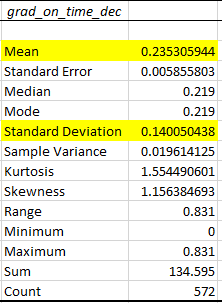 grad_on_time_dec
Mean 0.235305944
Standard Error 0.005855803
Median 0.219
Mode 0.219
Standard Deviation 0.140050438
Sample Variance 0.019614125
Kurtosis 1.554490601
Skewness 1.156384693
Range 0.831
Minimum 0
Maximum 0.831
Sum 134.595
Count 572